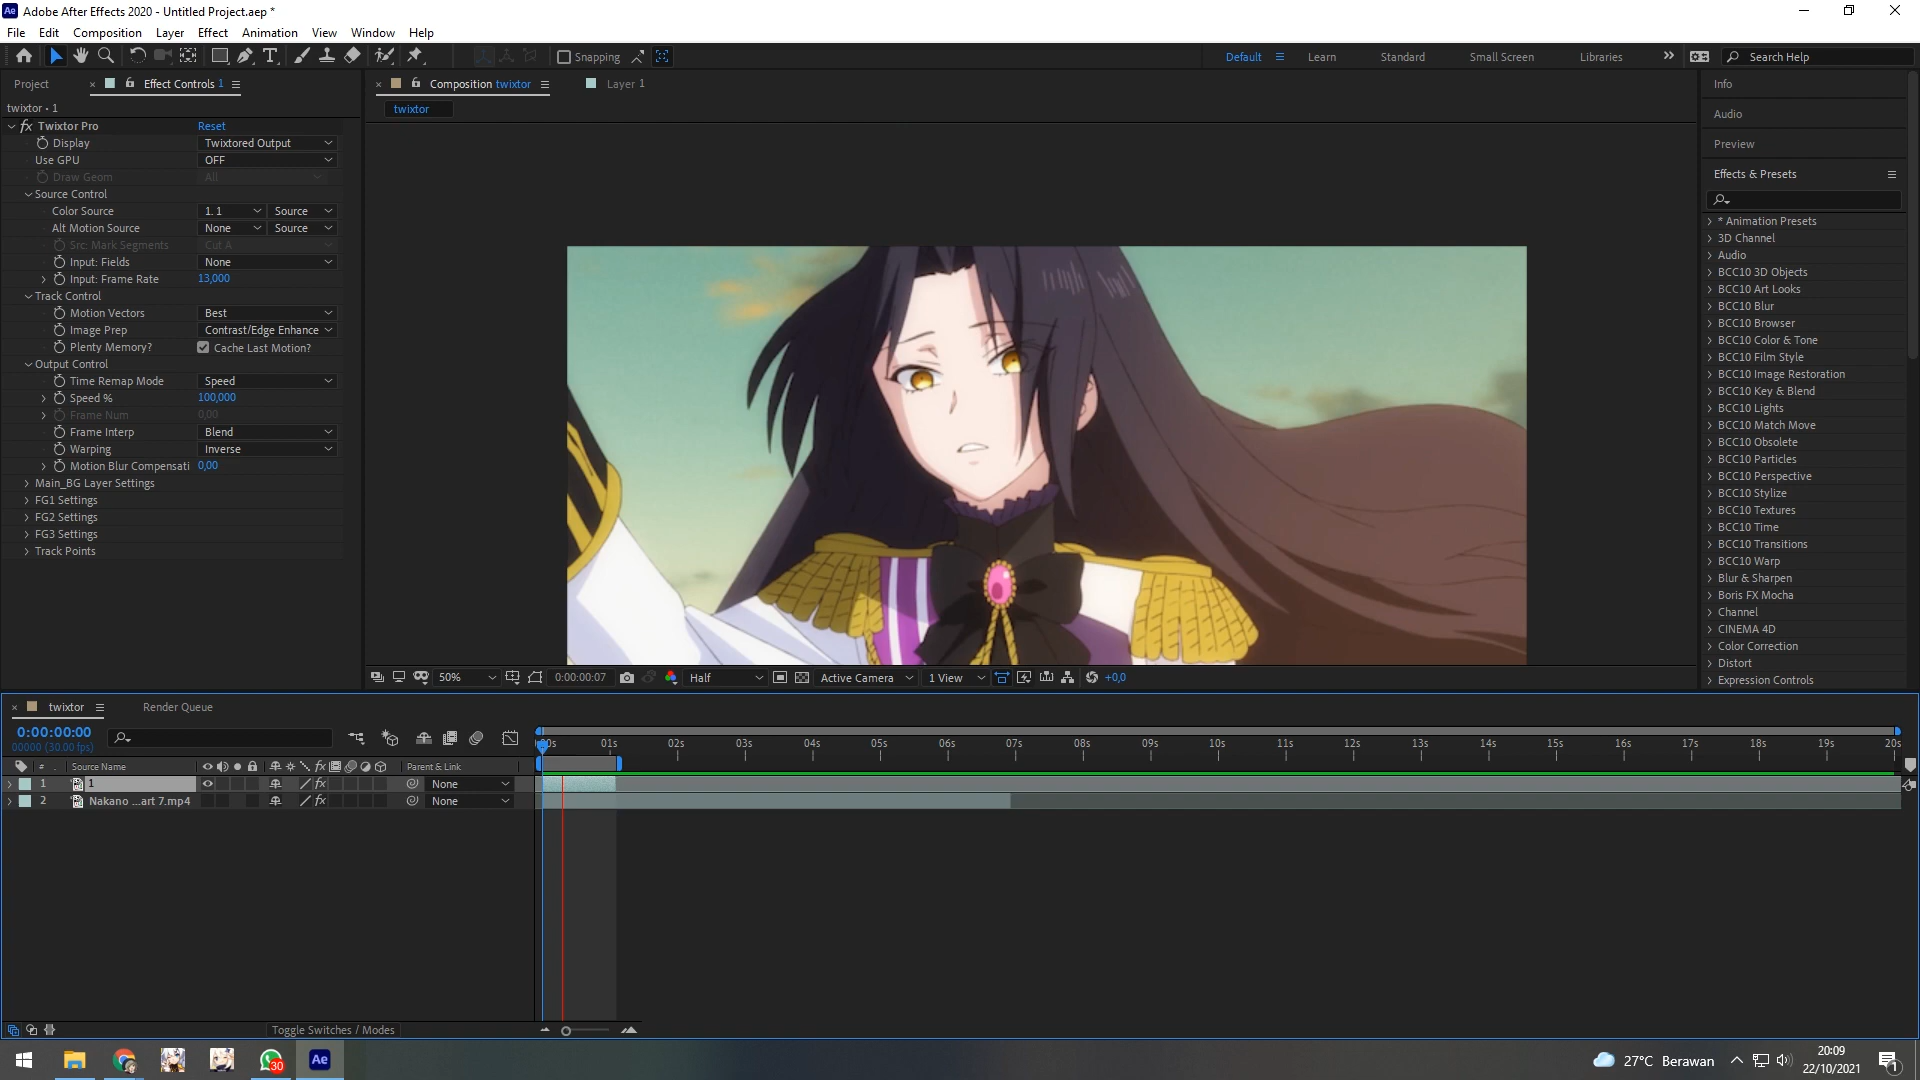 Ae Adobe After Effects 2020 - Untitled Project.aep *
File Edit Composition Layer Effect Animation View Window Help
Snapping
Default Learn Standard Small Screen Libraries Search Help
Project Effect Controls 1
twixtor • 1
fx Twixtor Pro Reset
Display Twixtored Output
Use GPU OFF
Draw Geom All
Source Control
Color Source 1. 1 Source
Alt Motion Source None Source
Src: Mark Segments Cut A
Input: Fields None
Input: Frame Rate 13,000
Track Control
Motion Vectors Best
Image Prep Contrast/Edge Enhance
Plenty Memory? Cache Last Motion?
Output Control
Time Remap Mode Speed
Speed % 100,000
Frame Num 0,00
Frame Interp Blend
Warping Inverse
Motion Blur Compensati 0,00
Main_BG Layer Settings
FG1 Settings
FG2 Settings
FG3 Settings
Track Points
Composition twixtor Layer 1
twixtor
50% 0:00:00:07 Half Active Camera 1 View +0,0
Info
Audio
Preview
Effects & Presets
* Animation Presets
3D Channel
Audio
BCC10 3D Objects
BCC10 Art Looks
BCC10 Blur
BCC10 Browser
BCC10 Color & Tone
BCC10 Film Style
BCC10 Image Restoration
BCC10 Key & Blend
BCC10 Lights
BCC10 Match Move
BCC10 Obsolete
BCC10 Particles
BCC10 Perspective
BCC10 Stylize
BCC10 Textures
BCC10 Time
BCC10 Transitions
BCC10 Warp
Blur & Sharpen
Boris FX Mocha
Channel
CINEMA 4D
Color Correction
Distort
Expression Controls
twixtor Render Queue
0:00:00:00
00000 (30.00 fps)
00s 01s 02s 03s 04s 05s 06s 07s 08s 09s 10s 11s 12s 13s 14s 15s 16s 17s 18s 19s 20s
# . Source Name fx Parent & Link
1 1 fx None
2 Nakano ...art 7.mp4 fx None
Toggle Switches / Modes
30 Ae
27°C Berawan
20:09
22/10/2021
1